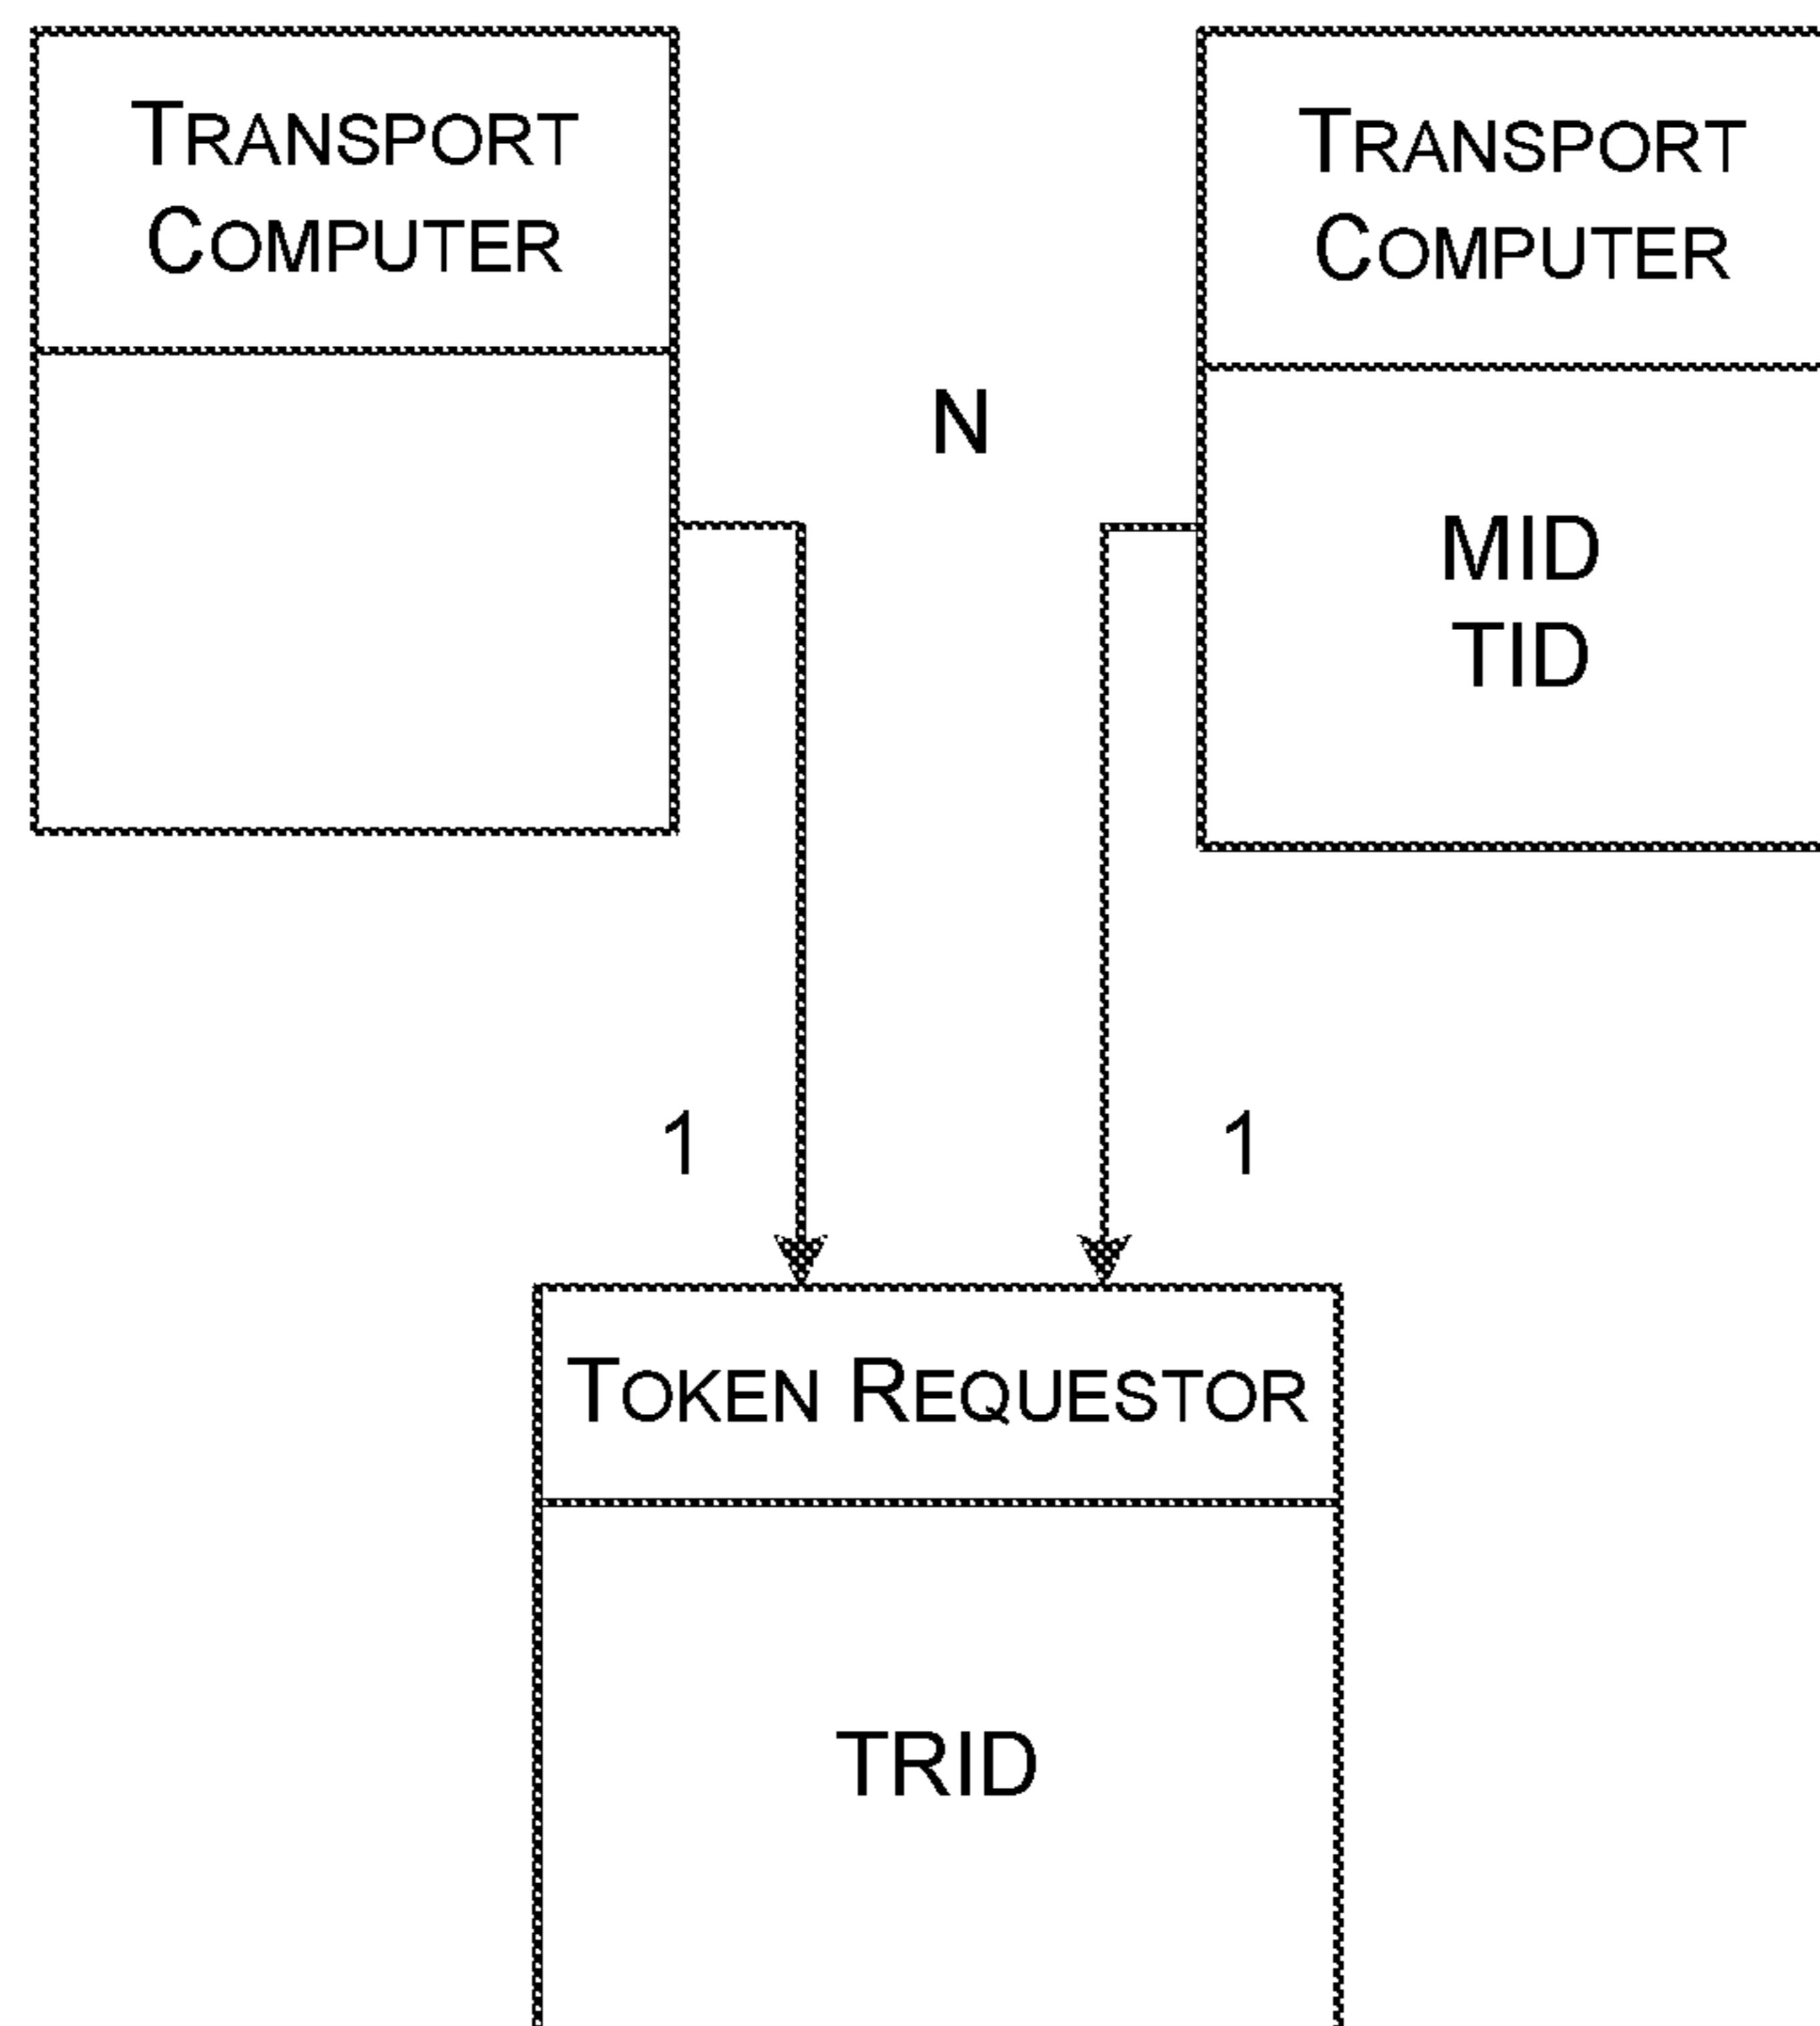 TRANSPORT
COMPUTER
TRANSPORT
COMPUTER
N
MID
TID
1
1
TOKEN REQUESTOR
TRID